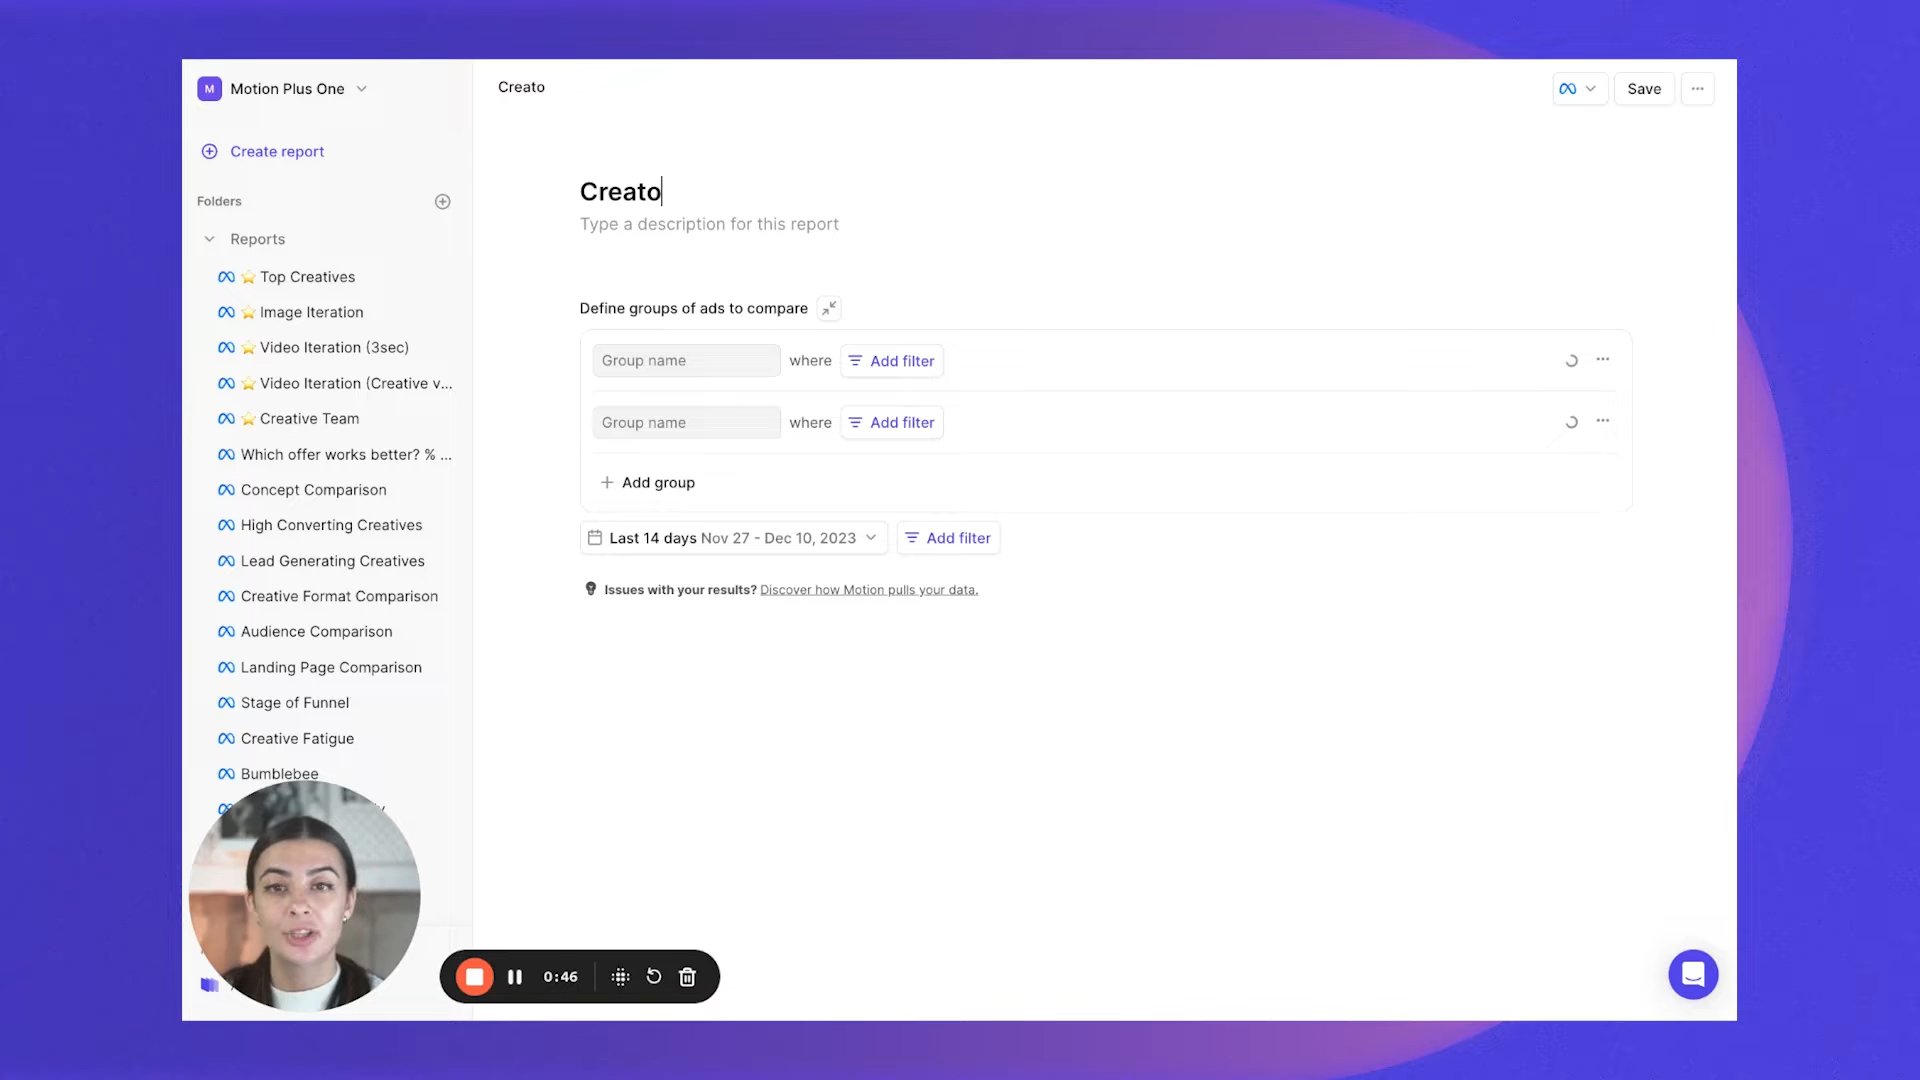 M Motion Plus One
Create report
Folders
Reports
Top Creatives
Image Iteration
Video Iteration (3sec)
Video Iteration (Creative v...
Creative Team
Which offer works better? % ...
Concept Comparison
High Converting Creatives
Lead Generating Creatives
Creative Format Comparison
Audience Comparison
Landing Page Comparison
Stage of Funnel
Creative Fatigue
Bumblebee
Creato
Save
Creato
Type a description for this report
Define groups of ads to compare
Group name where Add filter
Group name where Add filter
Add group
Last 14 days Nov 27 - Dec 10, 2023 Add filter
Issues with your results? Discover how Motion pulls your data.
0:46